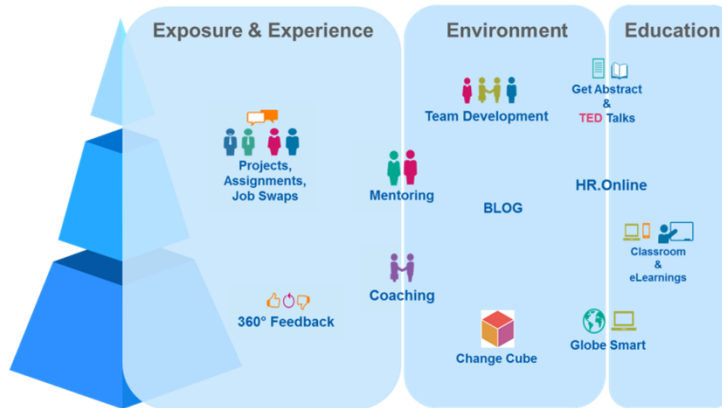 Exposure & Experience
Environment
Education
Projects,
Assignments,
Job Swaps
360° Feedback
Mentoring
Coaching
Team Development
BLOG
Change Cube
Get Abstract
&
TED Talks
HR.Online
Globe Smart
Classroom
&
eLearnings